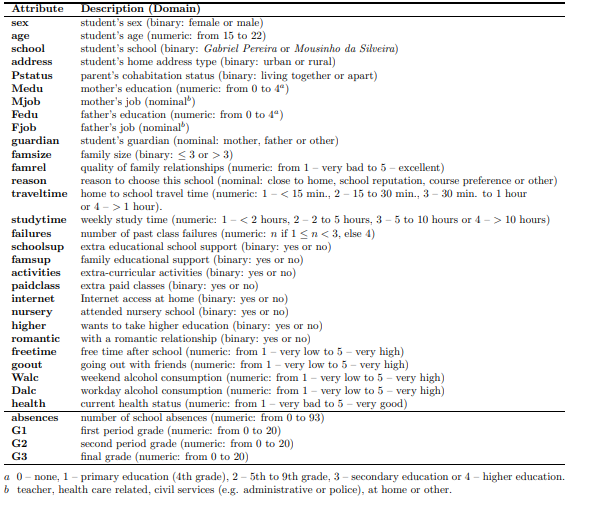 Attribute Description (Domain)
sex student's sex (binary: female or male)
age student's age (numeric: from 15 to 22)
school student's school (binary: Gabriel Pereira or Mousinho da Silveira)
address student's home address type (binary: urban or rural)
Pstatus parent's cohabitation status (binary: living together or apart)
Medu mother's education (numeric: from 0 to 4a)
Mjob mother's job (nominalb)
Fedu father's education (numeric: from 0 to 4a)
Fjob father's job (nominalb)
guardian student's guardian (nominal: mother, father or other)
famsize family size (binary: ≤ 3 or > 3)
famrel quality of family relationships (numeric: from 1 – very bad to 5 – excellent)
reason reason to choose this school (nominal: close to home, school reputation, course preference or other)
traveltime home to school travel time (numeric: 1 – < 15 min., 2 – 15 to 30 min., 3 – 30 min. to 1 hour
or 4 – > 1 hour).
studytime weekly study time (numeric: 1 – < 2 hours, 2 – 2 to 5 hours, 3 – 5 to 10 hours or 4 – > 10 hours)
failures number of past class failures (numeric: n if 1 ≤ n < 3, else 4)
schoolsup extra educational school support (binary: yes or no)
famsup family educational support (binary: yes or no)
activities extra-curricular activities (binary: yes or no)
paidclass extra paid classes (binary: yes or no)
internet Internet access at home (binary: yes or no)
nursery attended nursery school (binary: yes or no)
higher wants to take higher education (binary: yes or no)
romantic with a romantic relationship (binary: yes or no)
freetime free time after school (numeric: from 1 – very low to 5 – very high)
goout going out with friends (numeric: from 1 – very low to 5 – very high)
Walc weekend alcohol consumption (numeric: from 1 – very low to 5 – very high)
Dalc workday alcohol consumption (numeric: from 1 – very low to 5 – very high)
health current health status (numeric: from 1 – very bad to 5 – very good)
absences number of school absences (numeric: from 0 to 93)
G1 first period grade (numeric: from 0 to 20)
G2 second period grade (numeric: from 0 to 20)
G3 final grade (numeric: from 0 to 20)
a 0 – none, 1 – primary education (4th grade), 2 – 5th to 9th grade, 3 – secondary education or 4 – higher education.
b teacher, health care related, civil services (e.g. administrative or police), at home or other.